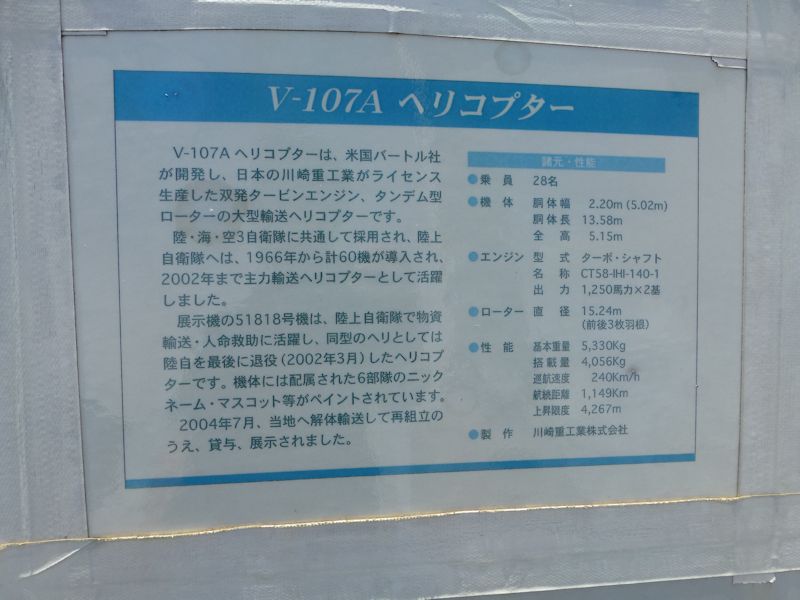 V-107A ヘリコプター
V-107A ヘリコプターは、米国バートル社
が開発し、日本の川崎重工業がライセンス
生産した双発タービンエンジン、タンデム型
ローターの大型輸送ヘリコプターです。
陸・海・空3自衛隊に共通して採用され、陸上
自衛隊へは、1966年から計60機が導入され、
2002年まで主力輸送ヘリコプターとして活躍
しました。
展示機の51818号機は、陸上自衛隊で物資
輸送・人命救助に活躍し、同型のヘリとしては
陸自を最後に退役(2002年3月)したヘリコプ
ターです。機体には配属された6部隊のニック
ネーム・マスコット等がペイントされています。
2004年7月、当地へ解体輸送して再組立の
うえ、貸与、展示されました。
諸元・性能
●乗 員 28名
●機 体 胴体幅 2.20m (5.02m)
胴体長 13.58m
全 高 5.15m
●エンジン 型 式 ターボ・シャフト
名 称 CT58-IHI-140-1
出 力 1,250馬力×2基
●ローター 直 径 15.24m
(前後3枚羽根)
●性 能 基本重量 5,330Kg
搭載量 4,056Kg
巡航速度 240Km/h
航続距離 1,149Km
上昇限度 4,267m
●製 作 川崎重工業株式会社